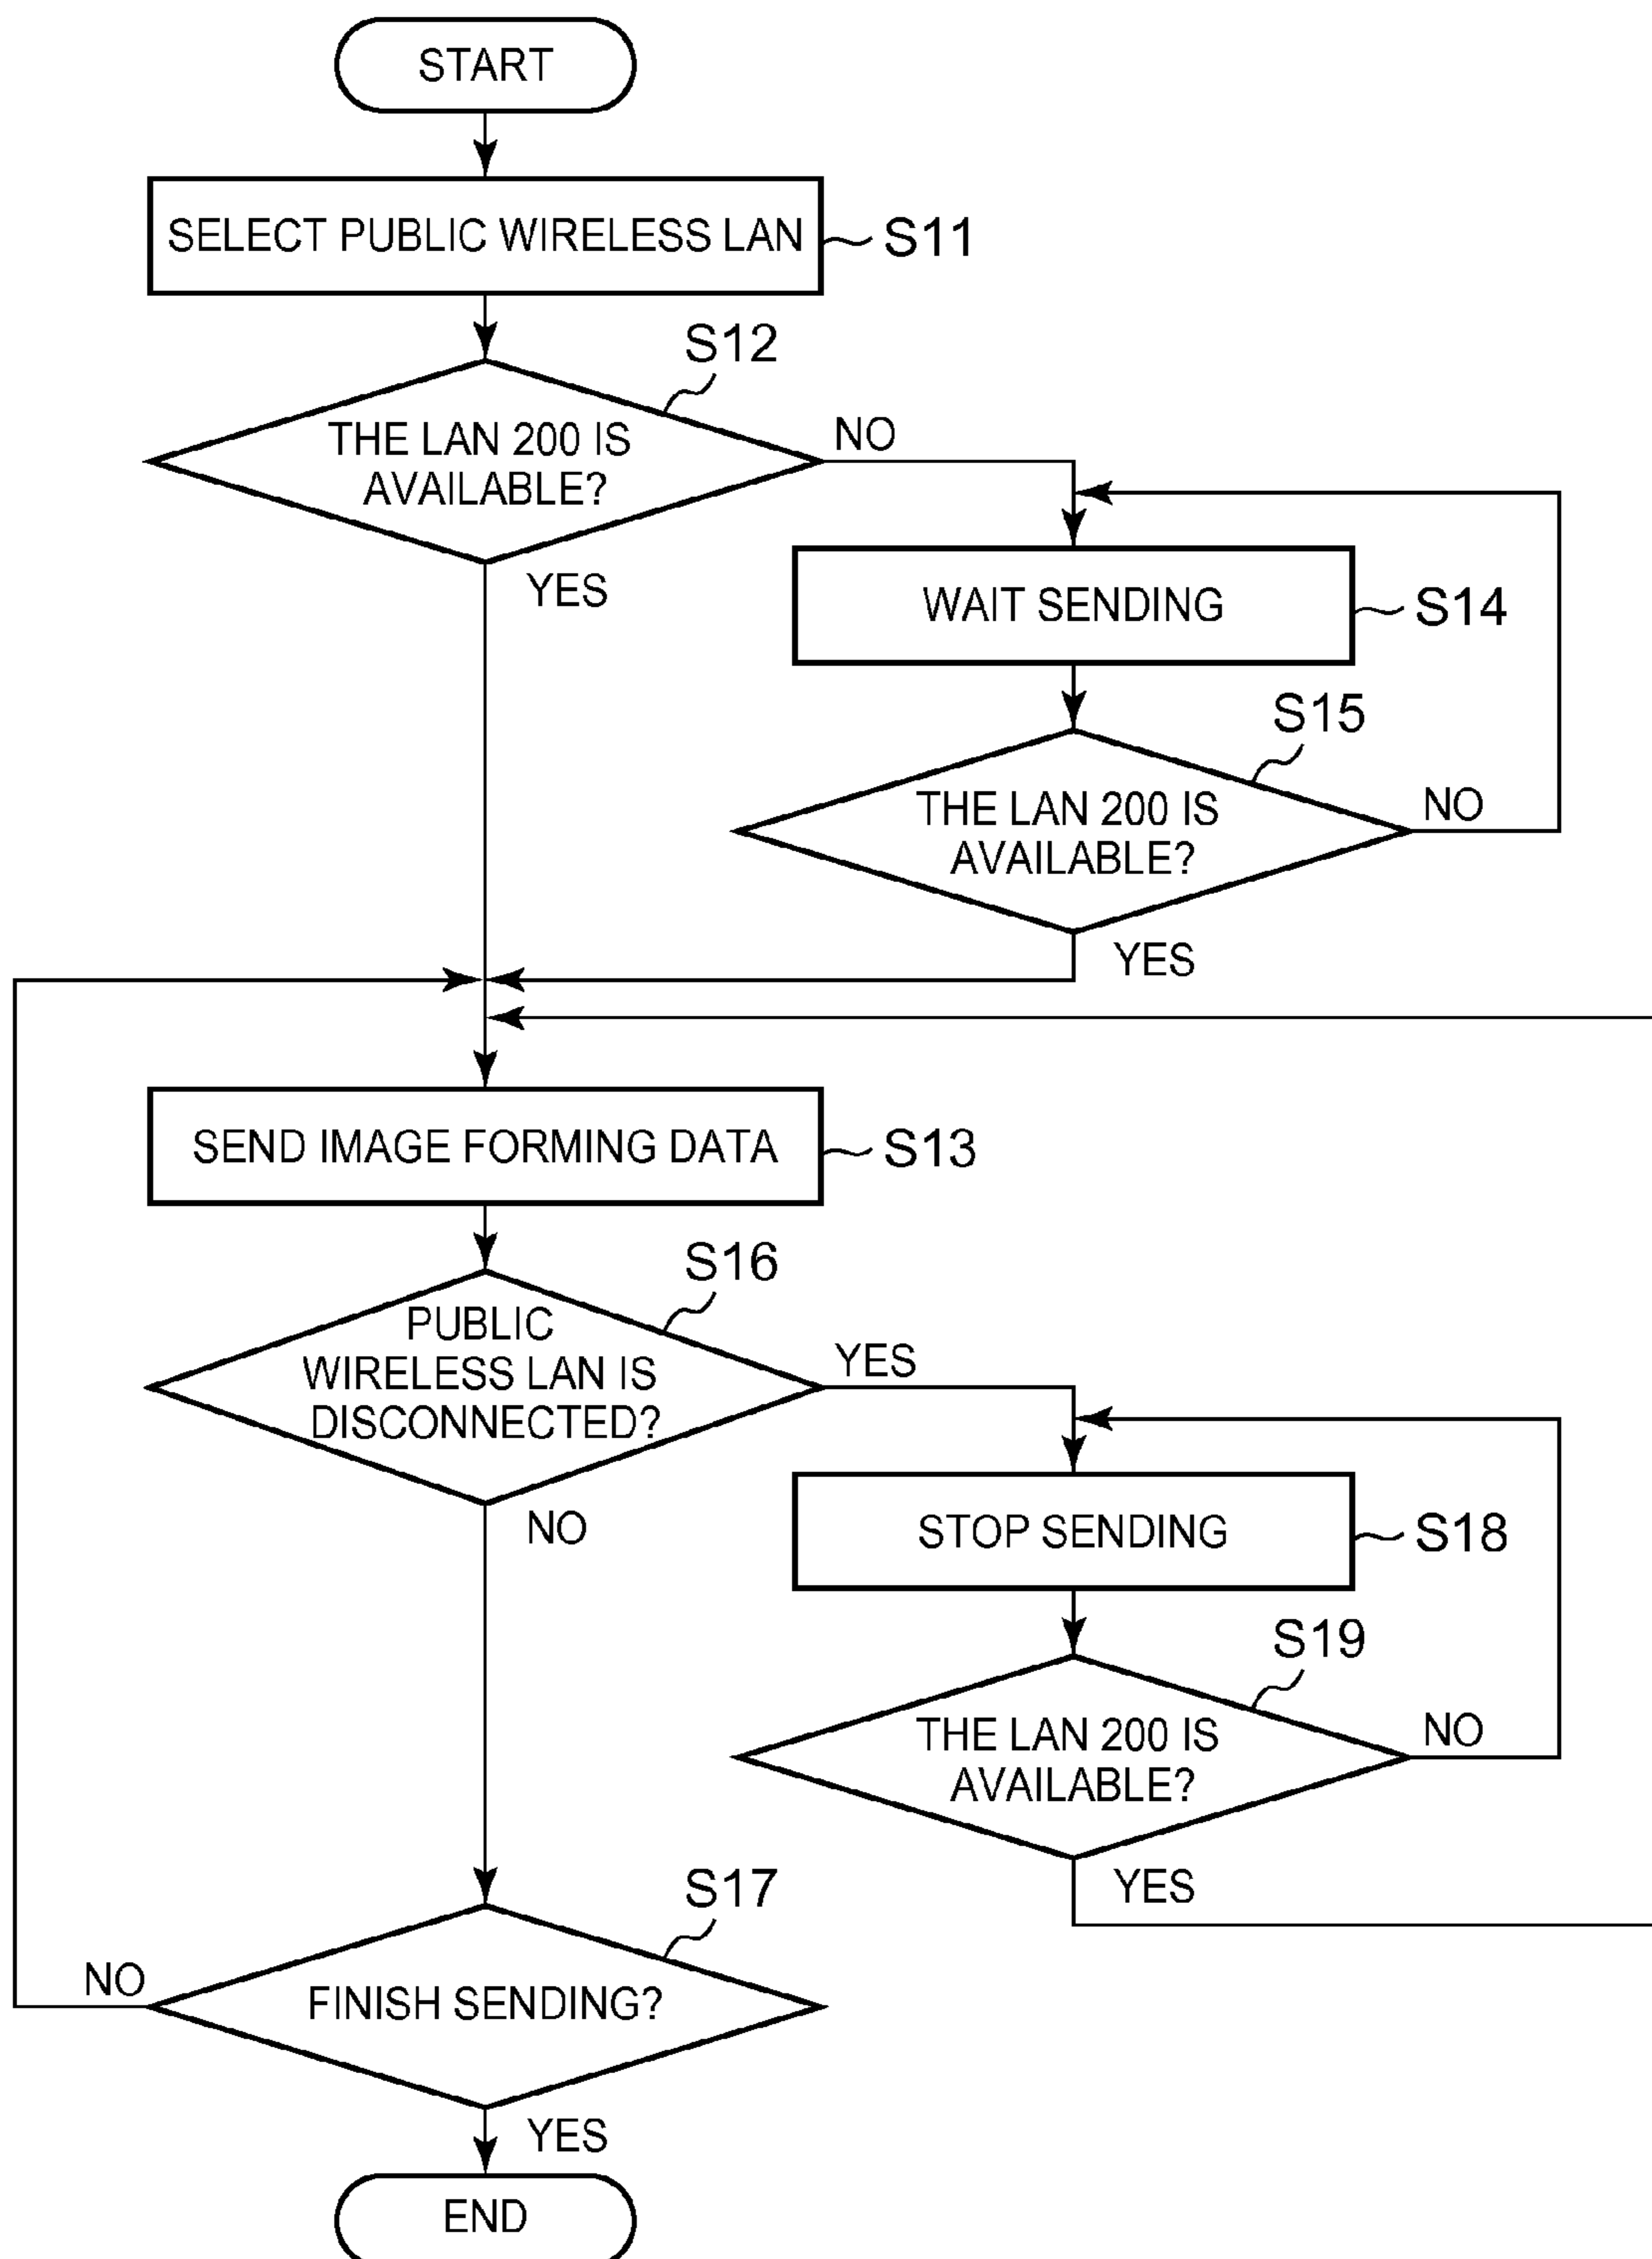 START
SELECT PUBLIC WIRELESS LAN
S11
S12
THE LAN 200 IS
AVAILABLE?
NO
YES
WAIT SENDING
S14
S15
THE LAN 200 IS
AVAILABLE?
NO
YES
SEND IMAGE FORMING DATA
S13
S16
PUBLIC
WIRELESS LAN IS
DISCONNECTED?
YES
NO
STOP SENDING
S18
S19
THE LAN 200 IS
AVAILABLE?
NO
YES
S17
FINISH SENDING?
NO
YES
END